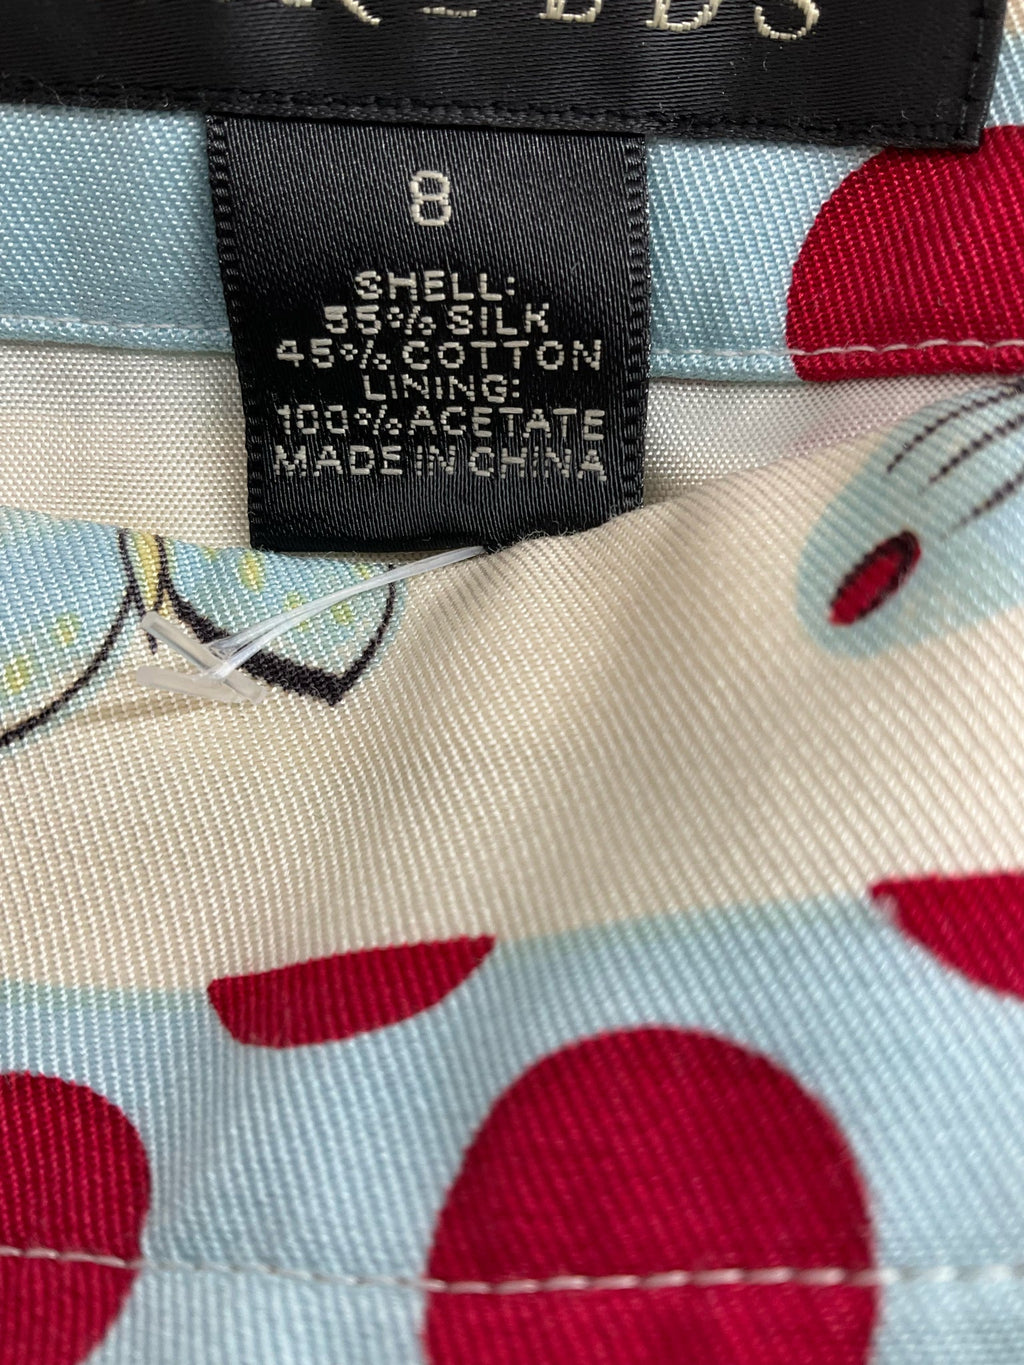 8
SHELL:
55% SILK
45% COTTON
LINING:
100% ACETATE
MADE IN CHINA